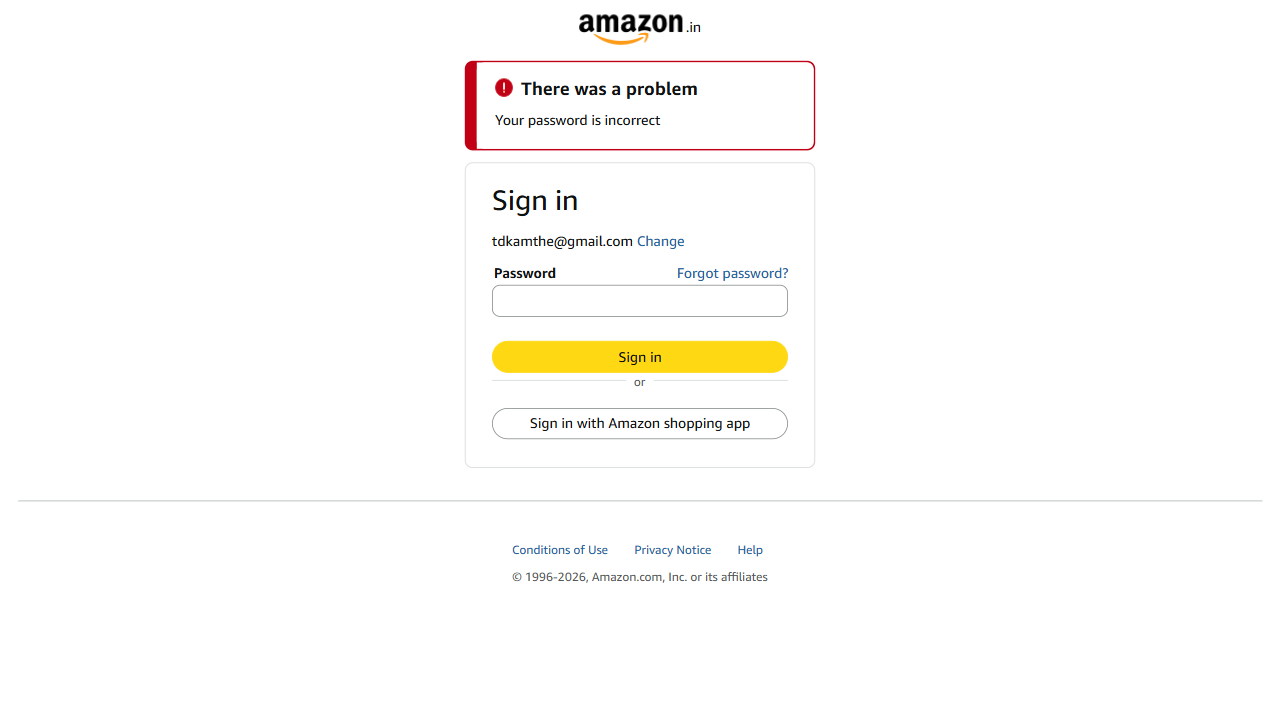 amazon.in
There was a problem
Your password is incorrect
Sign in
tdkamthe@gmail.com Change
Password Forgot password?
Sign in
or
Sign in with Amazon shopping app
Conditions of Use Privacy Notice Help
© 1996-2026, Amazon.com, Inc. or its affiliates